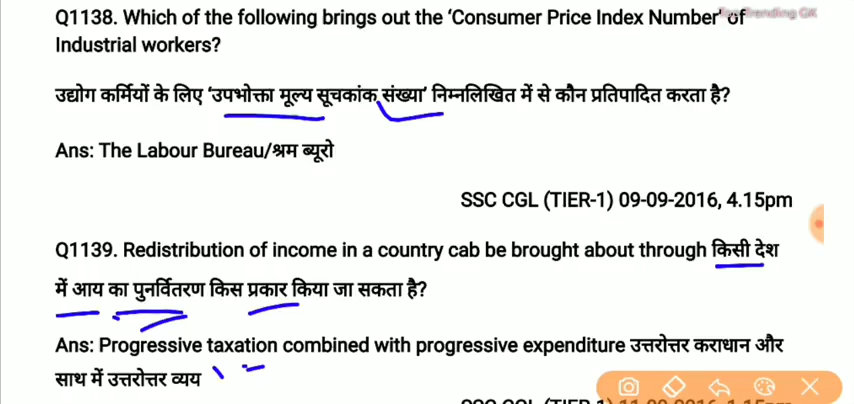 Q1138. Which of the following brings out the ‘Consumer Price Index Number’ of
Industrial workers?
उद्योग कर्मियों के लिए ‘उपभोक्ता मूल्य सूचकांक संख्या’ निम्नलिखित में से कौन प्रतिपादित करता है?
Ans: The Labour Bureau/श्रम ब्यूरो
SSC CGL (TIER-1) 09-09-2016, 4.15pm
Q1139. Redistribution of income in a country cab be brought about through किसी देश
में आय का पुनर्वितरण किस प्रकार किया जा सकता है?
Ans: Progressive taxation combined with progressive expenditure उत्तरोत्तर कराधान और
साथ में उत्तरोत्तर व्यय